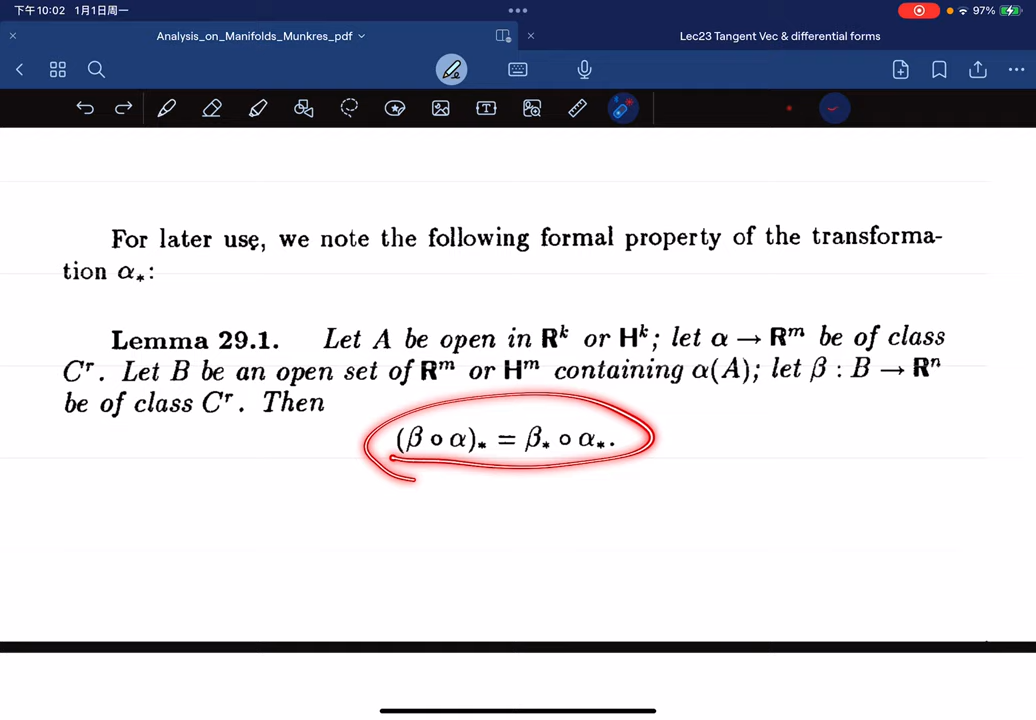 下午10:02 1月1日周一
97%
Analysis_on_Manifolds_Munkres_pdf
Lec23 Tangent Vec & differential forms
For later use, we note the following formal property of the transforma-
tion α∗:
Lemma 29.1. Let A be open in Rᵏ or Hᵏ; let α → Rᵐ be of class
Cʳ. Let B be an open set of Rᵐ or Hᵐ containing α(A); let β : B → Rⁿ
be of class Cʳ. Then
(β ∘ α)∗ = β∗ ∘ α∗.